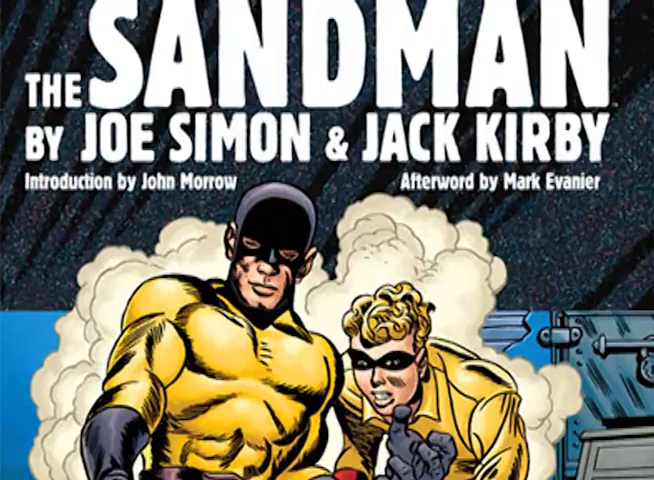 THE SANDMAN
BY JOE SIMON & JACK KIRBY
Introduction by John Morrow Afterword by Mark Evanier